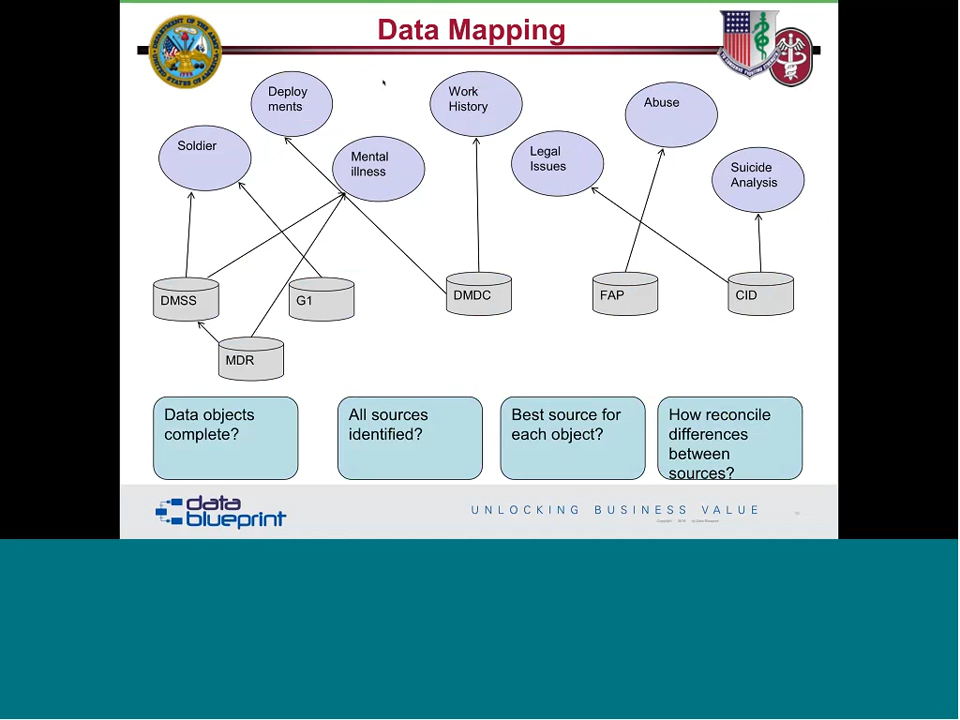 Data Mapping
Deploy
ments
Work
History
Abuse
Soldier
Mental
illness
Legal
Issues
Suicide
Analysis
DMSS
G1
DMDC
FAP
CID
MDR
Data objects
complete?
All sources
identified?
Best source for
each object?
How reconcile
differences
between
sources?
data
blueprint
UNLOCKING BUSINESS VALUE